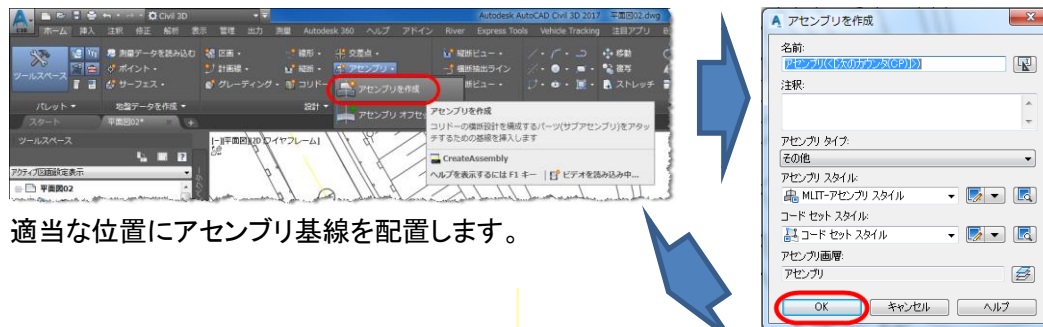 Civil 3D
Autodesk AutoCAD Civil 3D 2017 平面図02.dwg
ホーム 挿入 注釈 修正 解析 表示 管理 出力 測量 Autodesk 360 ヘルプ アドイン River Express Tools Vehicle Tracking 注目アプリ
測量データを読み込む 区画 線形 交差点 縦断ビュー 移動
ツールスペース ポイント 計画線 縦断 アセンブリ 横断抽出ライン 複写
サーフェス グレーディング コリドー アセンブリを作成 断ビュー ストレッチ
パレット 地盤データを作成 設計 アセンブリ オフセ
アセンブリを作成
コリドーの横断設計を構成するパーツ(サブアセンブリ)をアタッ
チするための基線を挿入します
CreateAssembly
ヘルプを表示するには F1 キー ビデオを読み込み中...
スタート 平面図02*
ツールスペース
[-][平面図][2D ワイヤフレーム]
アクティブ図面設定表示
平面図02
適当な位置にアセンブリ基線を配置します。
アセンブリを作成
名前:
アセンブリ<[次のカウンタ(CP)]>)
注釈:
アセンブリ タイプ:
その他
アセンブリ スタイル:
MLIT-アセンブリ スタイル
コード セット スタイル:
コード セット スタイル
アセンブリ画層:
アセンブリ
OK キャンセル ヘルプ